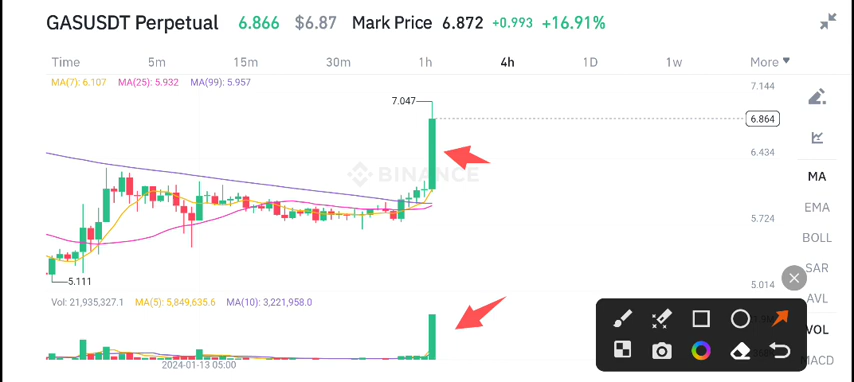 GASUSDT Perpetual 6.866 $6.87 Mark Price 6.872 +0.993 +16.91%
Time 5m 15m 30m 1h 4h 1D 1w More
MA(7): 6.107 MA(25): 5.932 MA(99): 5.957
7.144
7.047
6.864
6.434
BINANCE
MA
EMA
5.724
BOLL
SAR
5.111
5.014
AVL
Vol: 21,935,327.1 MA(5): 5,849,635.6 MA(10): 3,221,958.0
VOL
MACD
2024-01-13 05:00